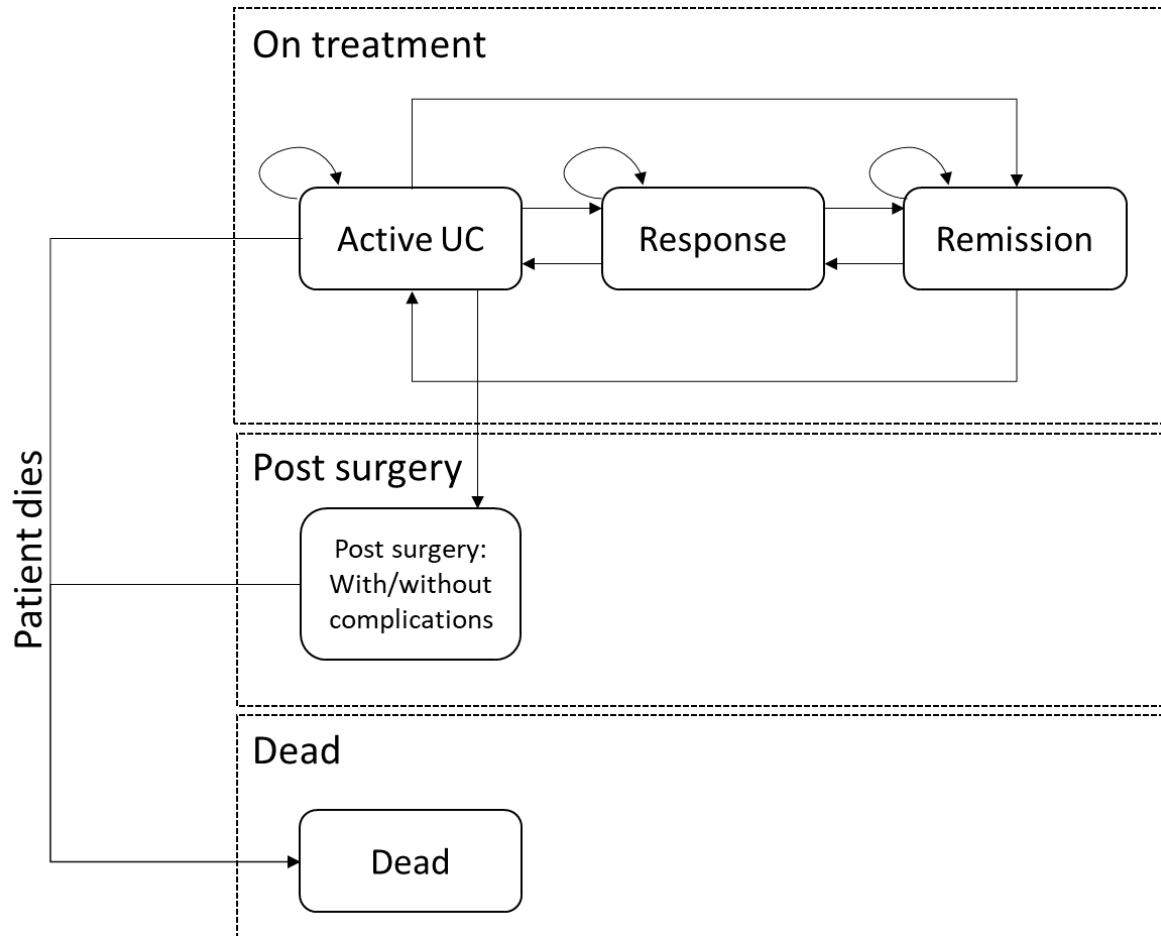 On treatment
Active UC
Response
Remission
Patient dies
Post surgery
Post surgery:
With/without
complications
Dead
Dead